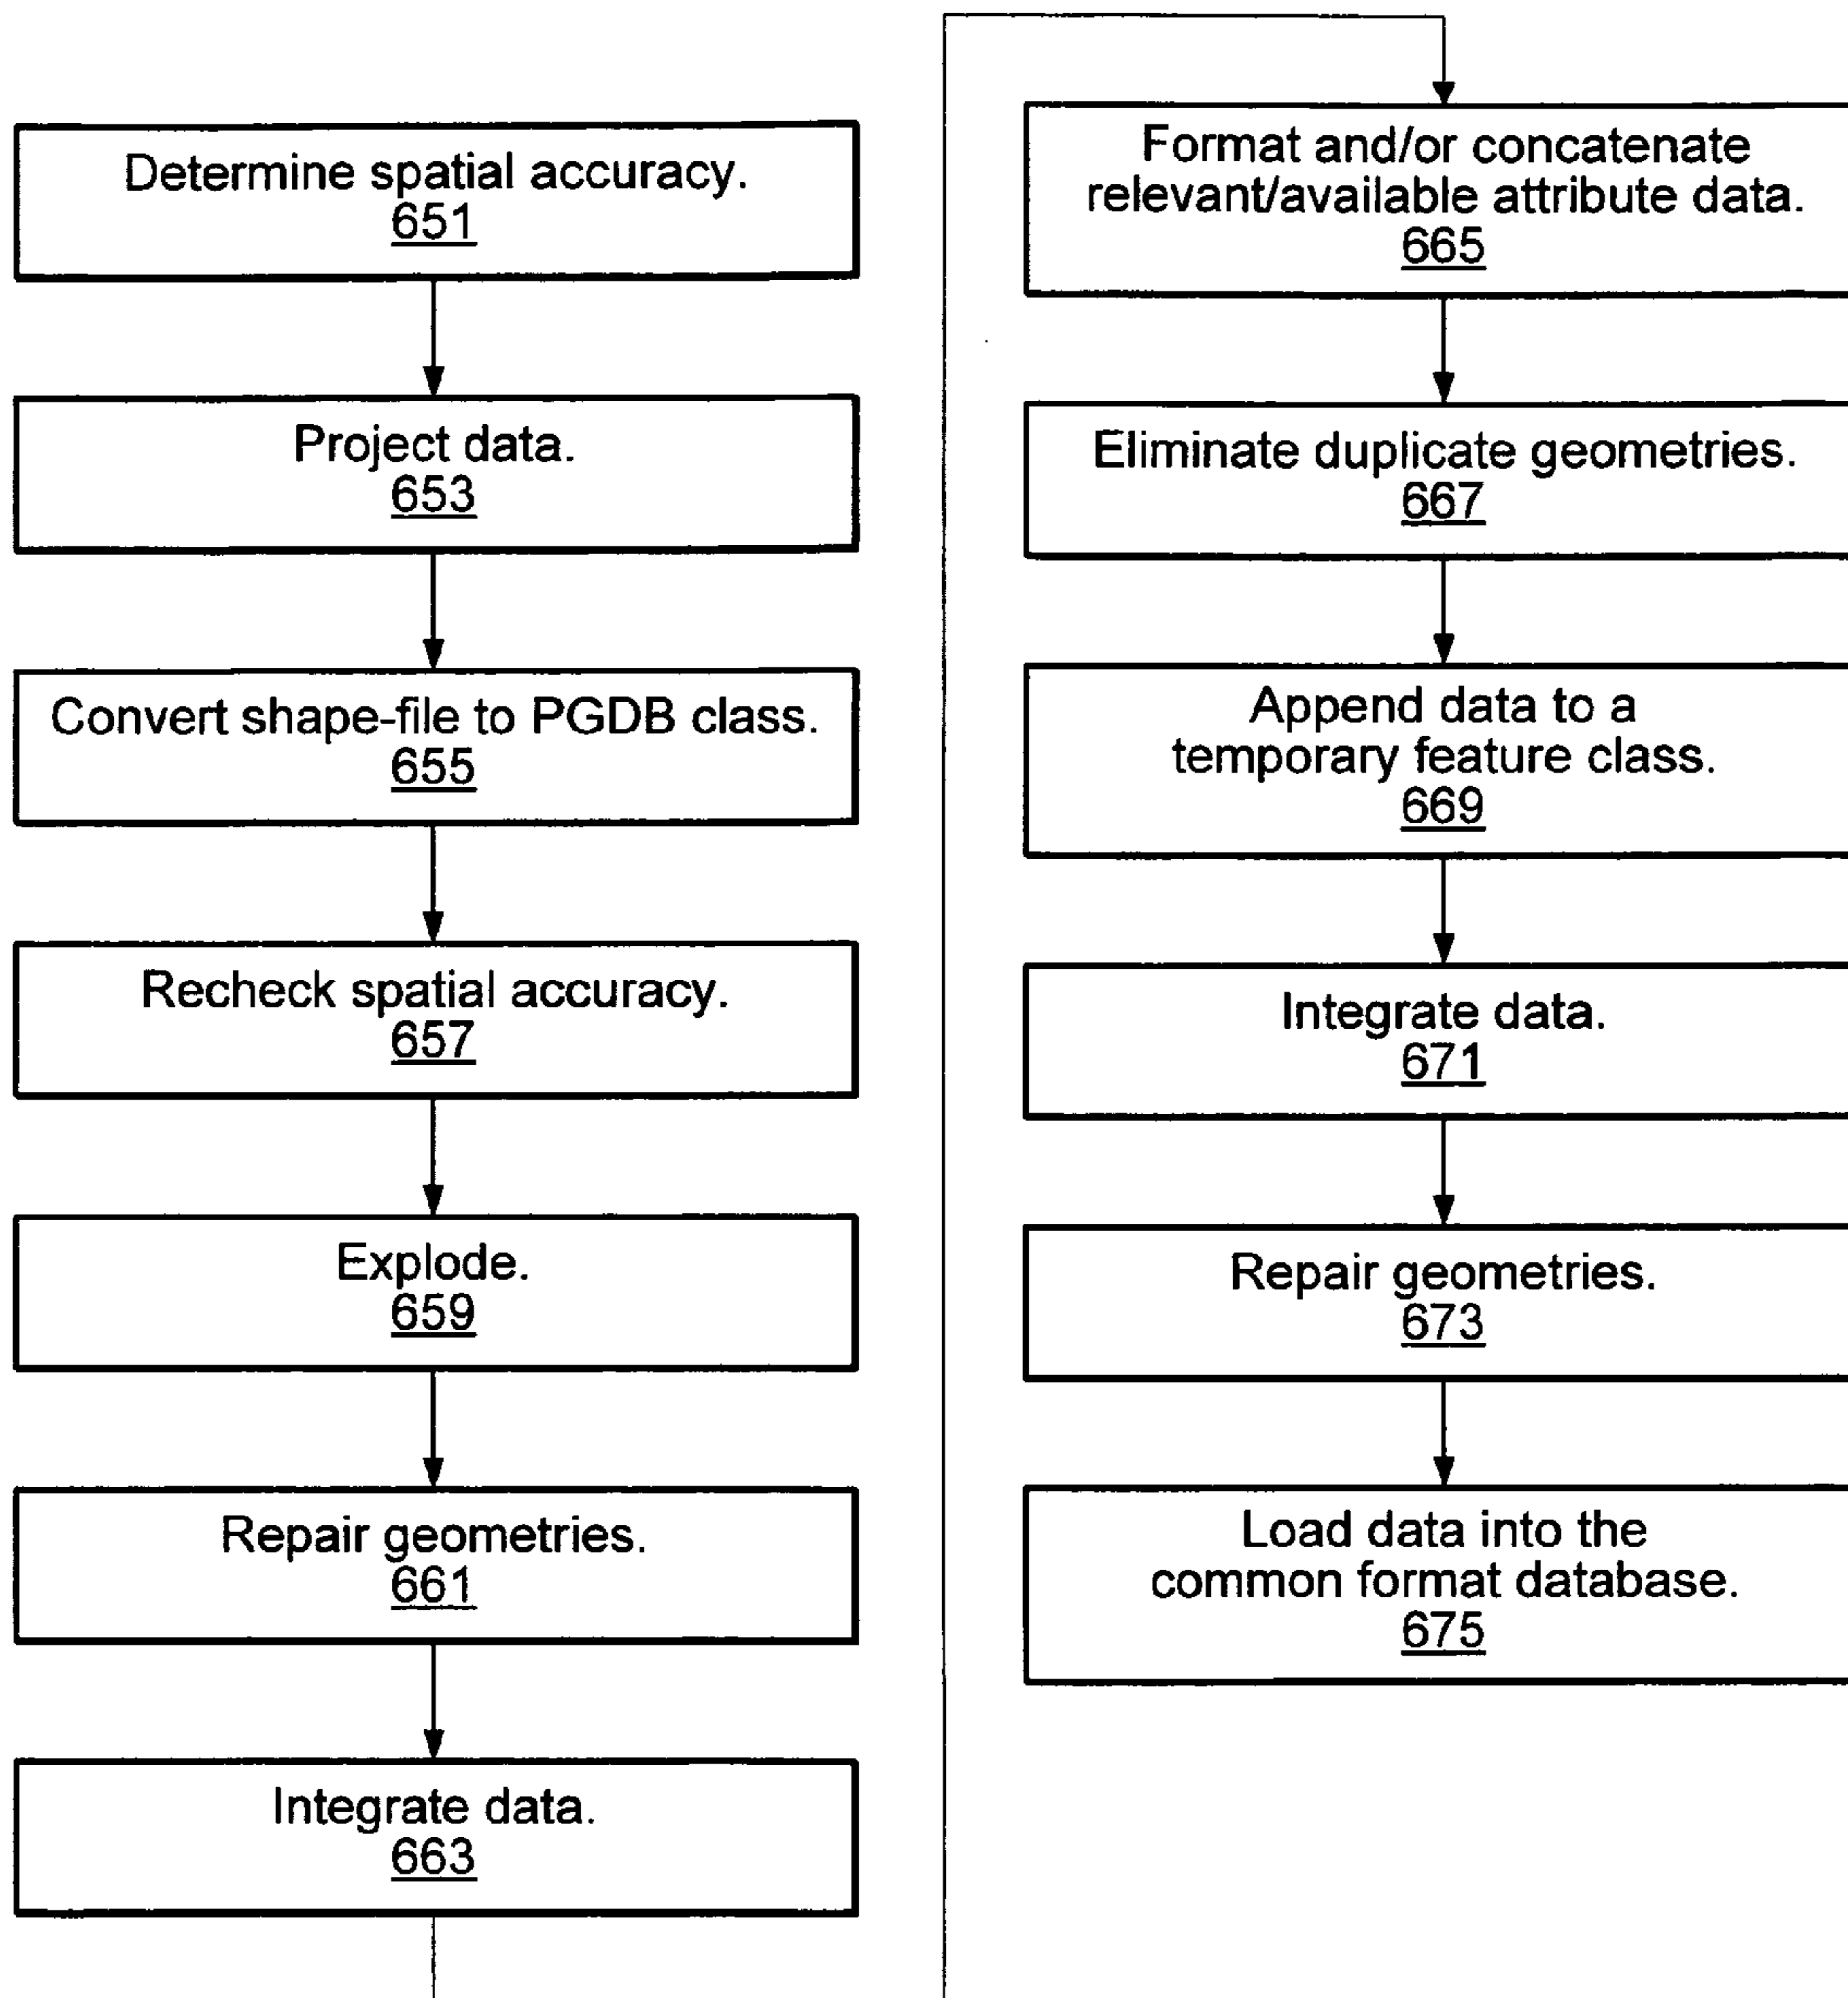 Determine spatial accuracy.
651
Project data.
653
Convert shape-file to PGDB class.
655
Recheck spatial accuracy.
657
Explode.
659
Repair geometries.
661
Integrate data.
663
Format and/or concatenate
relevant/available attribute data.
665
Eliminate duplicate geometries.
667
Append data to a
temporary feature class.
669
Integrate data.
671
Repair geometries.
673
Load data into the
common format database.
675